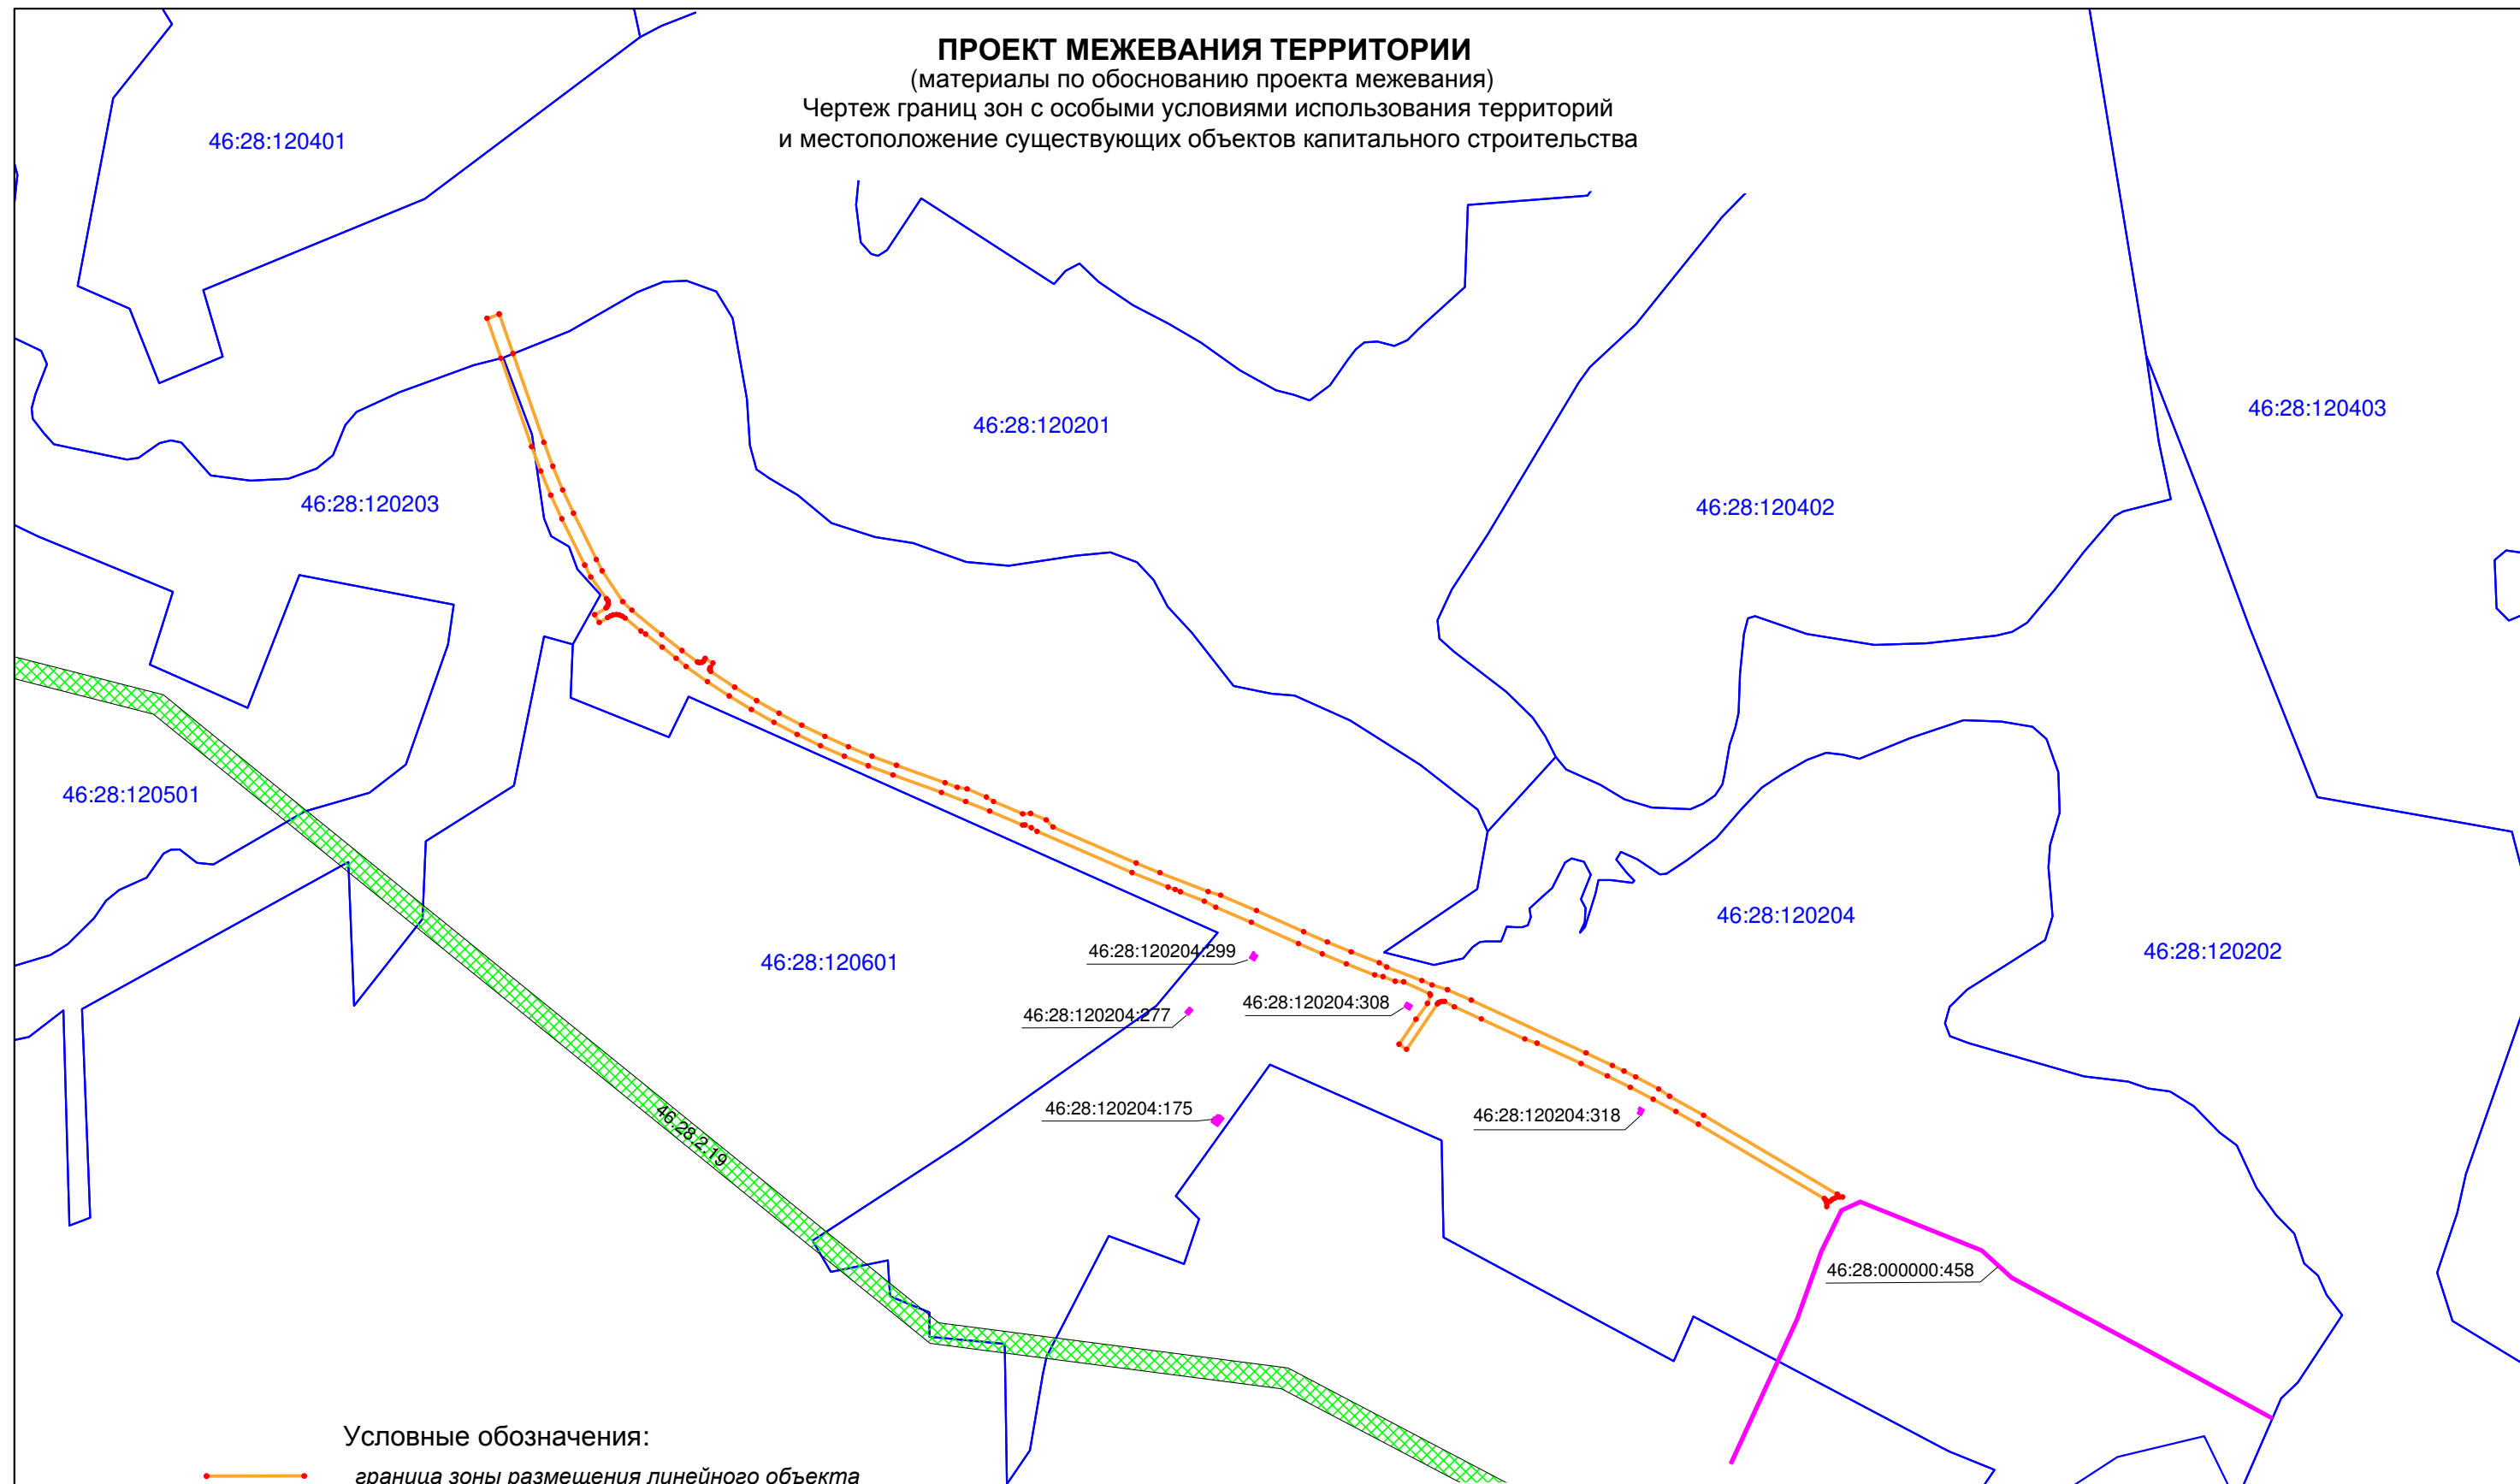 ПРОЕКТ МЕЖЕВАНИЯ ТЕРРИТОРИИ
(материалы по обоснованию проекта межевания)
Чертеж границ зон с особыми условиями использования территорий
и местоположение существующих объектов капитального строительства
46:28:120401
46:28:120201
46:28:120403
46:28:120203
46:28:120402
46:28:120501
46:28:120204
46:28:120202
46:28:120601
46:28:120204:299
46:28:120204:308
46:28:120204:277
46:28:120204:175
46:28:120204:318
46.28.2.19
46:28:000000:458
Условные обозначения:
граница зоны размещения линейного объекта